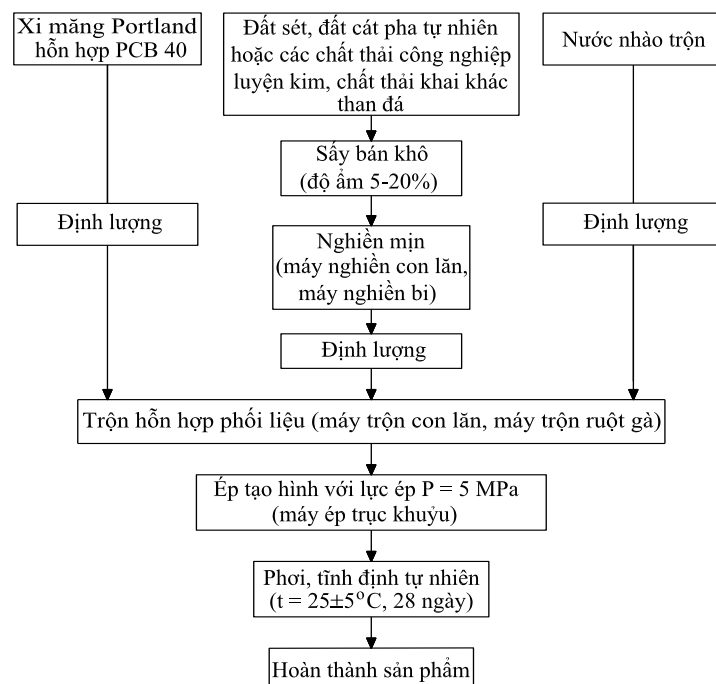 Xi măng Portland
hỗn hợp PCB 40
Đất sét, đất cát pha tự nhiên
hoặc các chất thải công nghiệp
luyện kim, chất thải khai khác
than đá
Nước nhào trộn
Sấy bán khô
(độ ẩm 5-20%)
Định lượng
Nghiền mịn
(máy nghiền con lăn,
máy nghiền bi)
Định lượng
Định lượng
Trộn hỗn hợp phối liệu (máy trộn con lăn, máy trộn ruột gà)
Ép tạo hình với lực ép P = 5 MPa
(máy ép trục khuỷu)
Phơi, tĩnh định tự nhiên
(t = 25±5°C, 28 ngày)
Hoàn thành sản phẩm